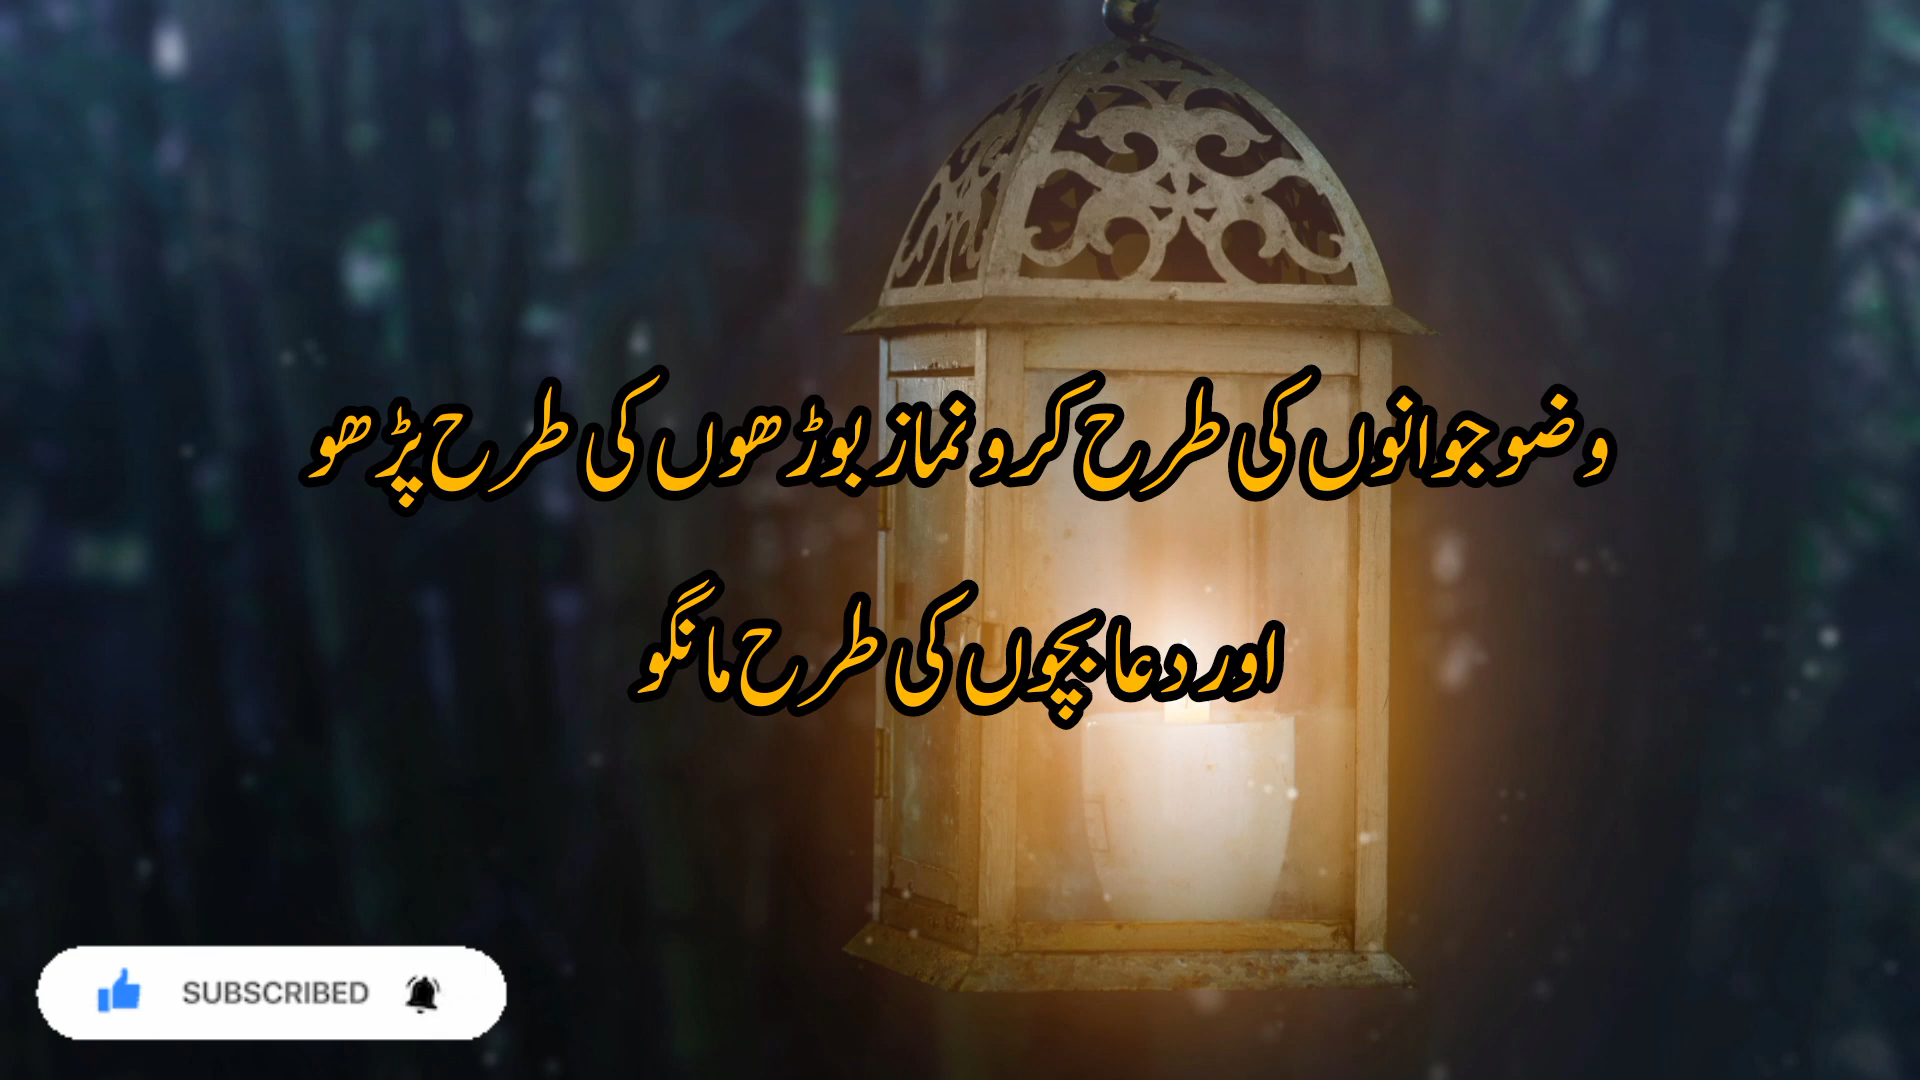 وضو جوانوں کی طرح کرو نماز بوڑھوں کی طرح پڑھو
اور دعا بچوں کی طرح مانگو
SUBSCRIBED